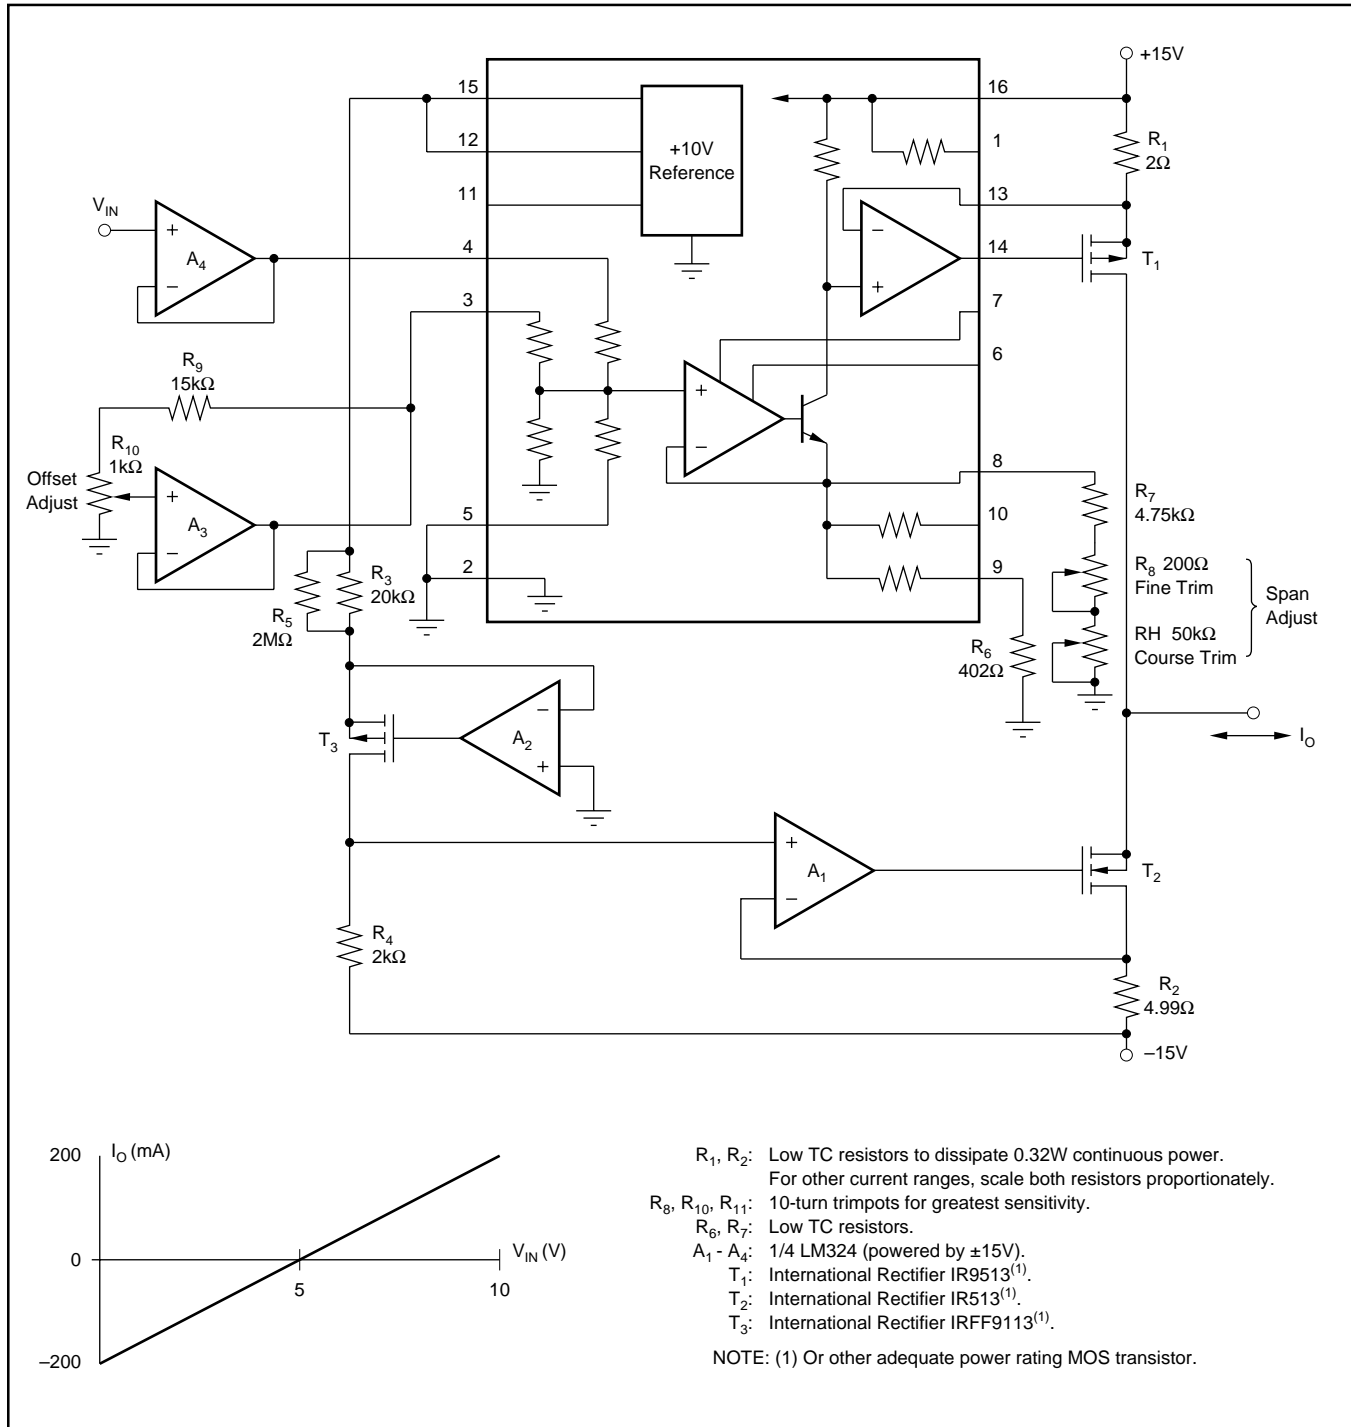 +15V
15
16
R1
2Ω
12
1
+10V
Reference
11
13
VIN
A4
4
14
T1
3
7
6
R9
15kΩ
R10
1kΩ
Offset
Adjust
A3
8
R7
4.75kΩ
5
10
R3
20kΩ
R5
2MΩ
2
9
R8 200Ω
Fine Trim
RH 50kΩ
Course Trim
Span
Adjust
R6
402Ω
T3
A2
IO
A1
T2
R4
2kΩ
R2
4.99Ω
–15V
200
IO (mA)
0
VIN (V)
5
10
–200
R1, R2: Low TC resistors to dissipate 0.32W continuous power.
For other current ranges, scale both resistors proportionately.
R8, R10, R11: 10-turn trimpots for greatest sensitivity.
R6, R7: Low TC resistors.
A1 - A4: 1/4 LM324 (powered by ±15V).
T1: International Rectifier IR9513(1).
T2: International Rectifier IR513(1).
T3: International Rectifier IRFF9113(1).
NOTE: (1) Or other adequate power rating MOS transistor.